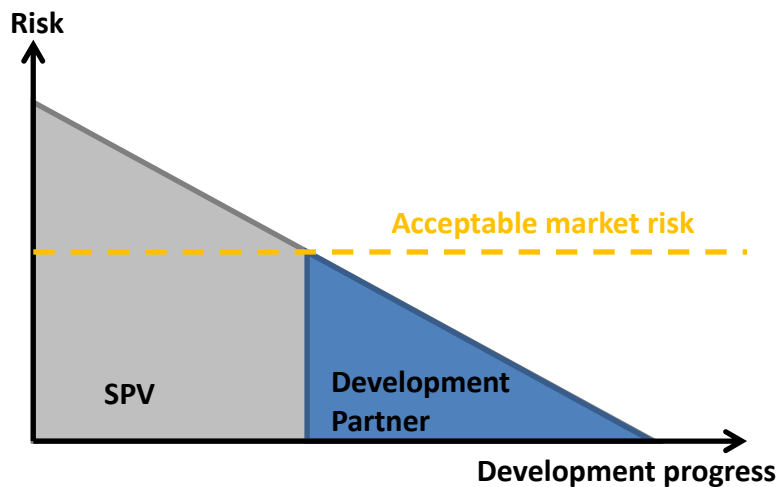 Risk
Acceptable market risk
SPV
Development
Partner
Development progress